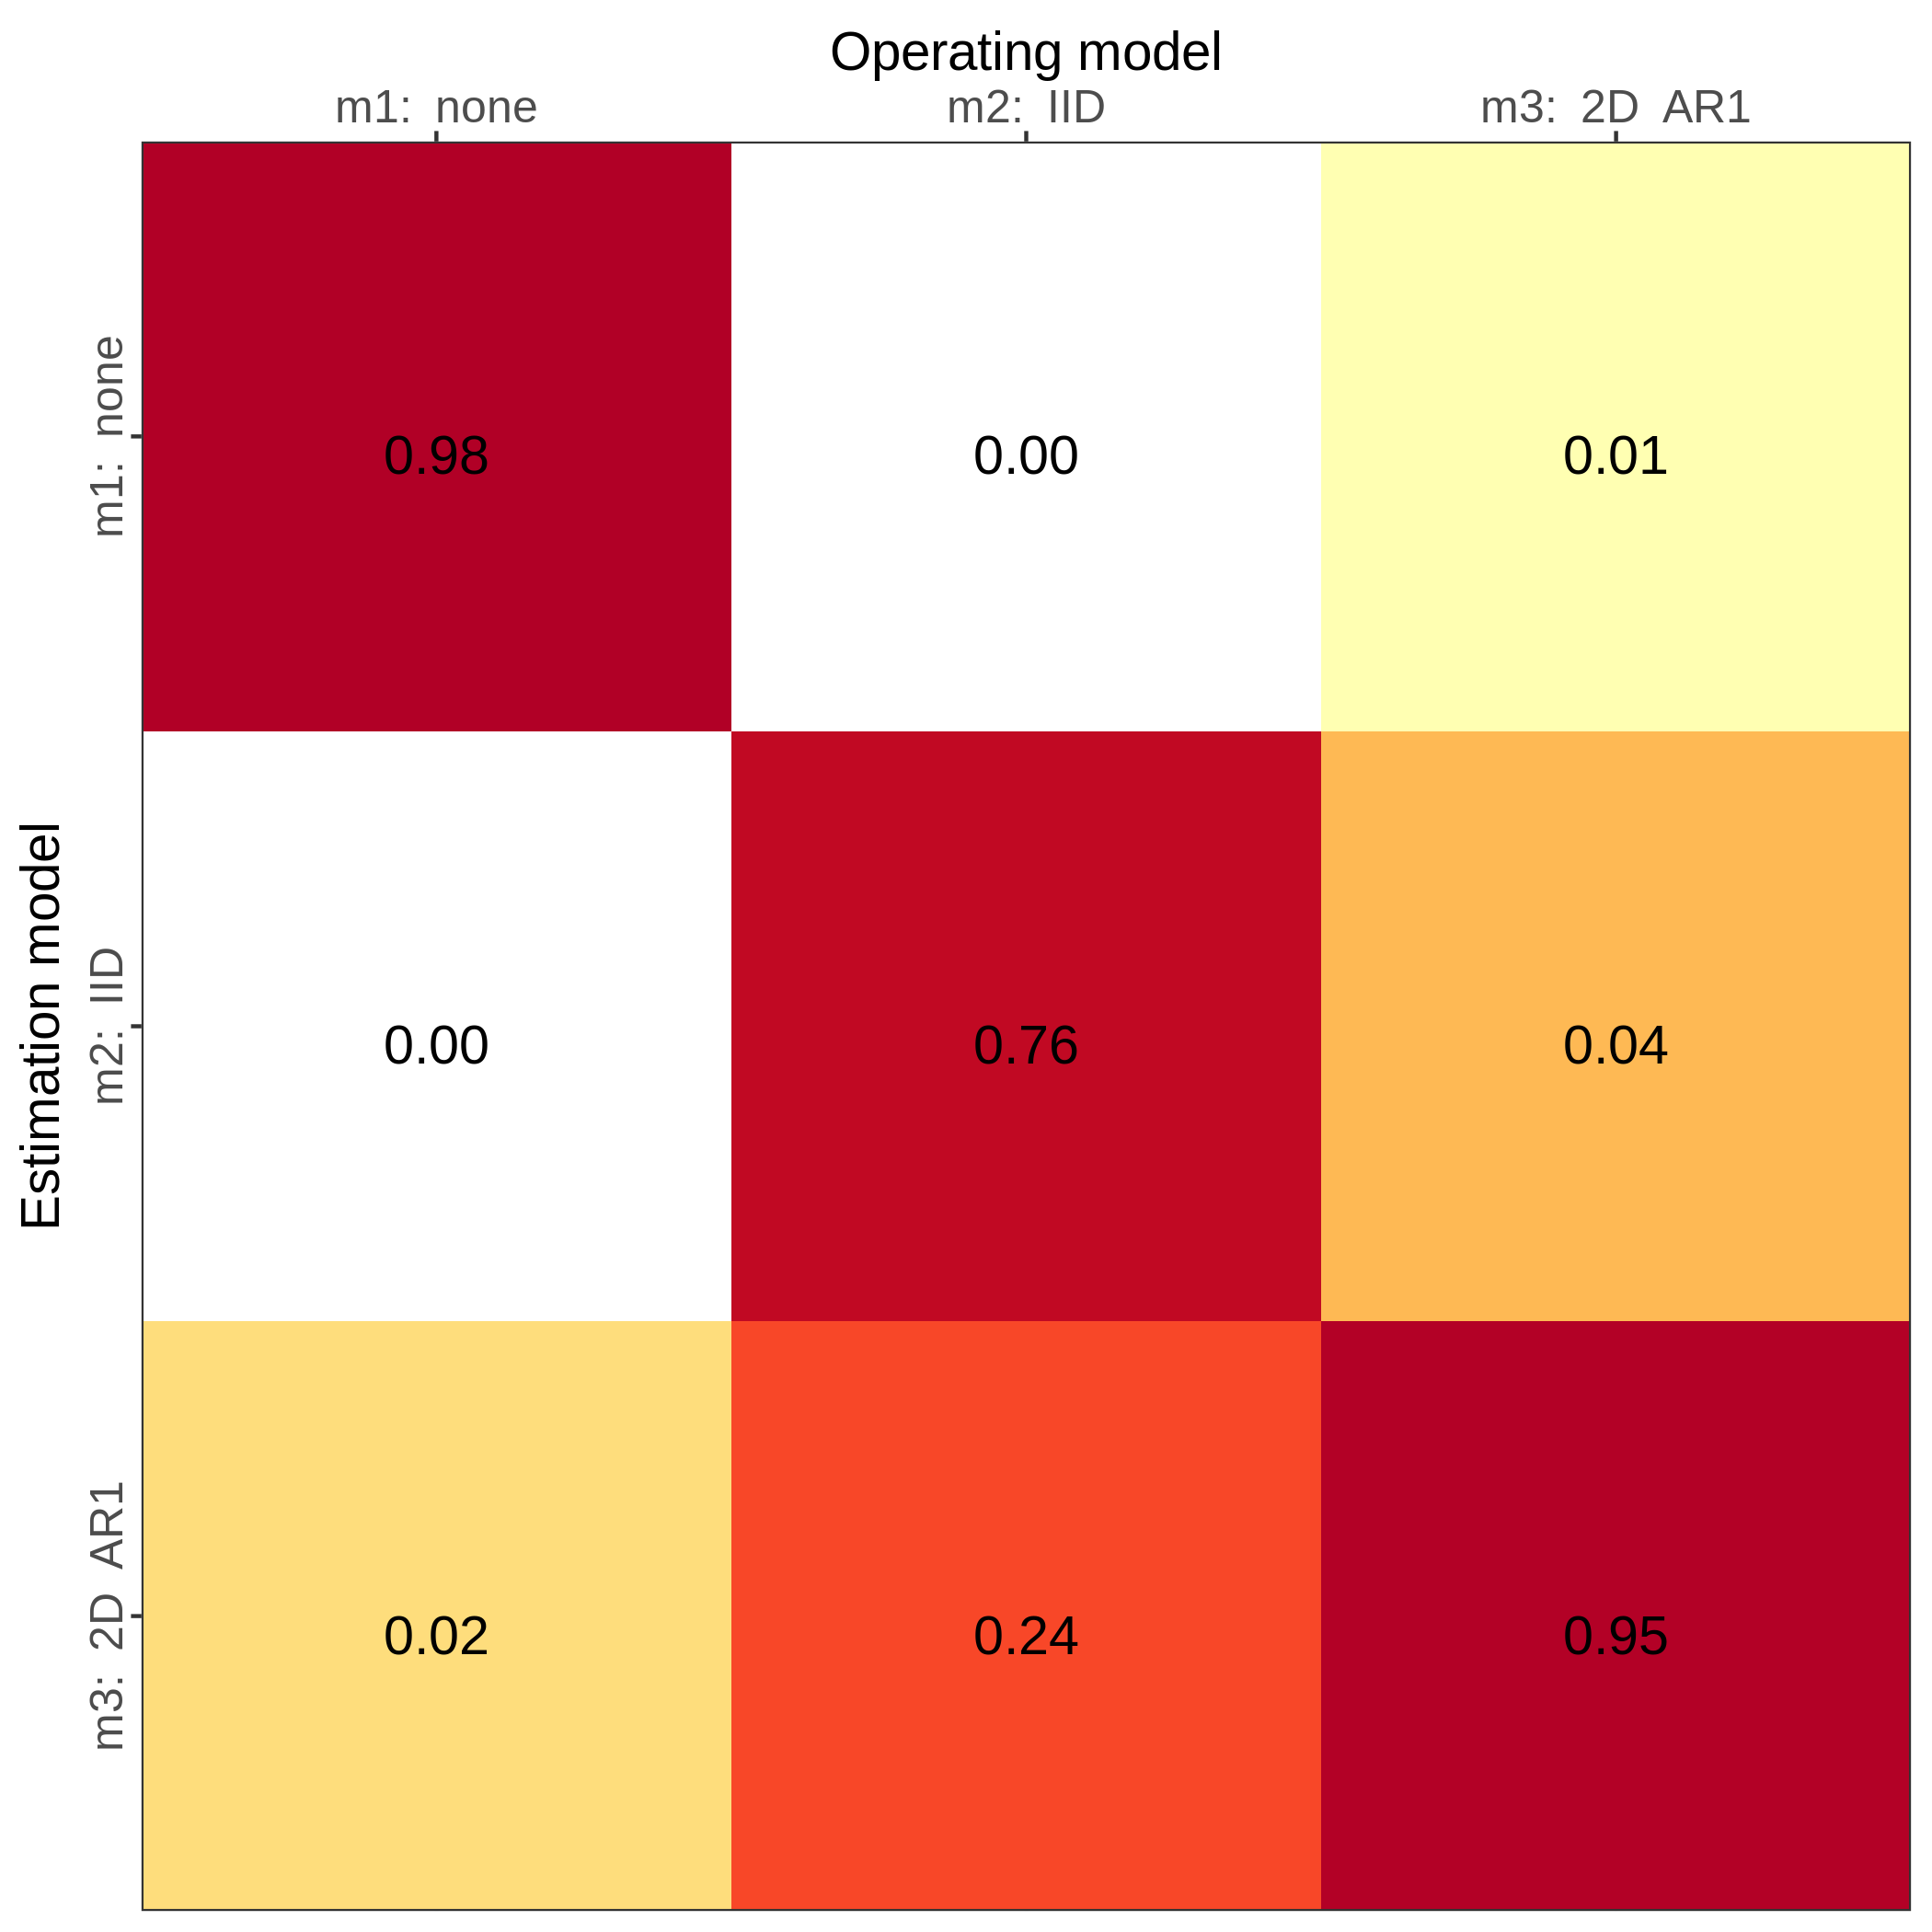 Operating model
m1: none m2: IID m3: 2D AR1
Estimation model
m1: none
0.98 0.00 0.01
m2: IID
0.00 0.76 0.04
m3: 2D AR1
0.02 0.24 0.95